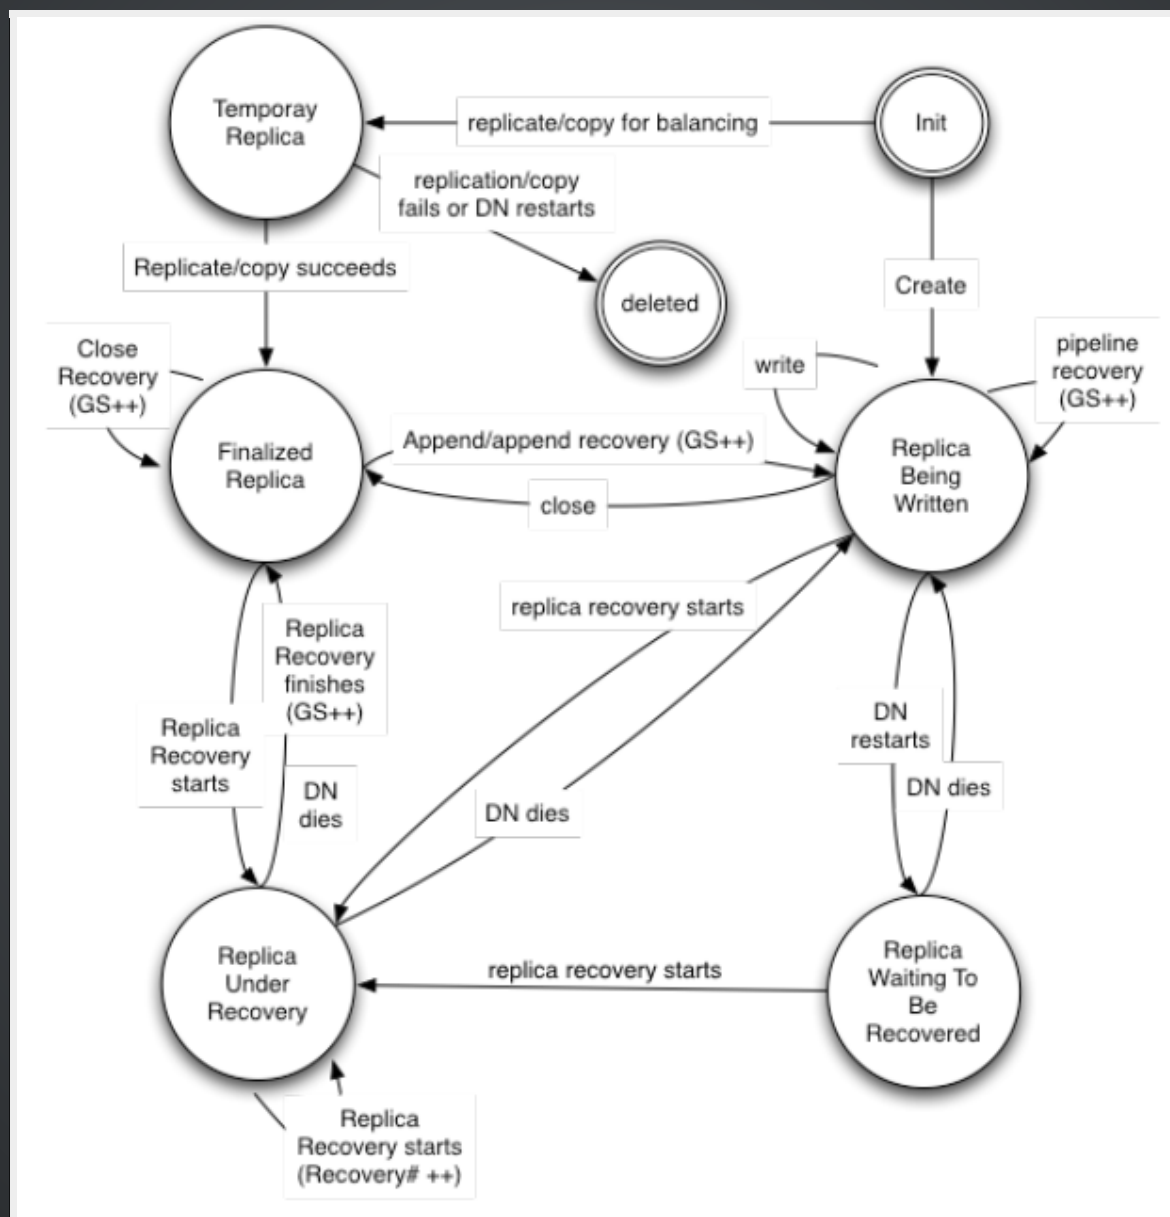 Temporay
Replica
replicate/copy for balancing
Init
replication/copy
fails or DN restarts
Replicate/copy succeeds
deleted
Create
Close
Recovery
(GS++)
write
pipeline
recovery
(GS++)
Finalized
Replica
Append/append recovery (GS++)
close
Replica
Being
Written
replica recovery starts
Replica
Recovery
finishes
(GS++)
Replica
Recovery
starts
DN
dies
DN dies
DN
restarts
DN dies
Replica
Under
Recovery
replica recovery starts
Replica
Waiting To
Be
Recovered
Replica
Recovery starts
(Recovery# ++)